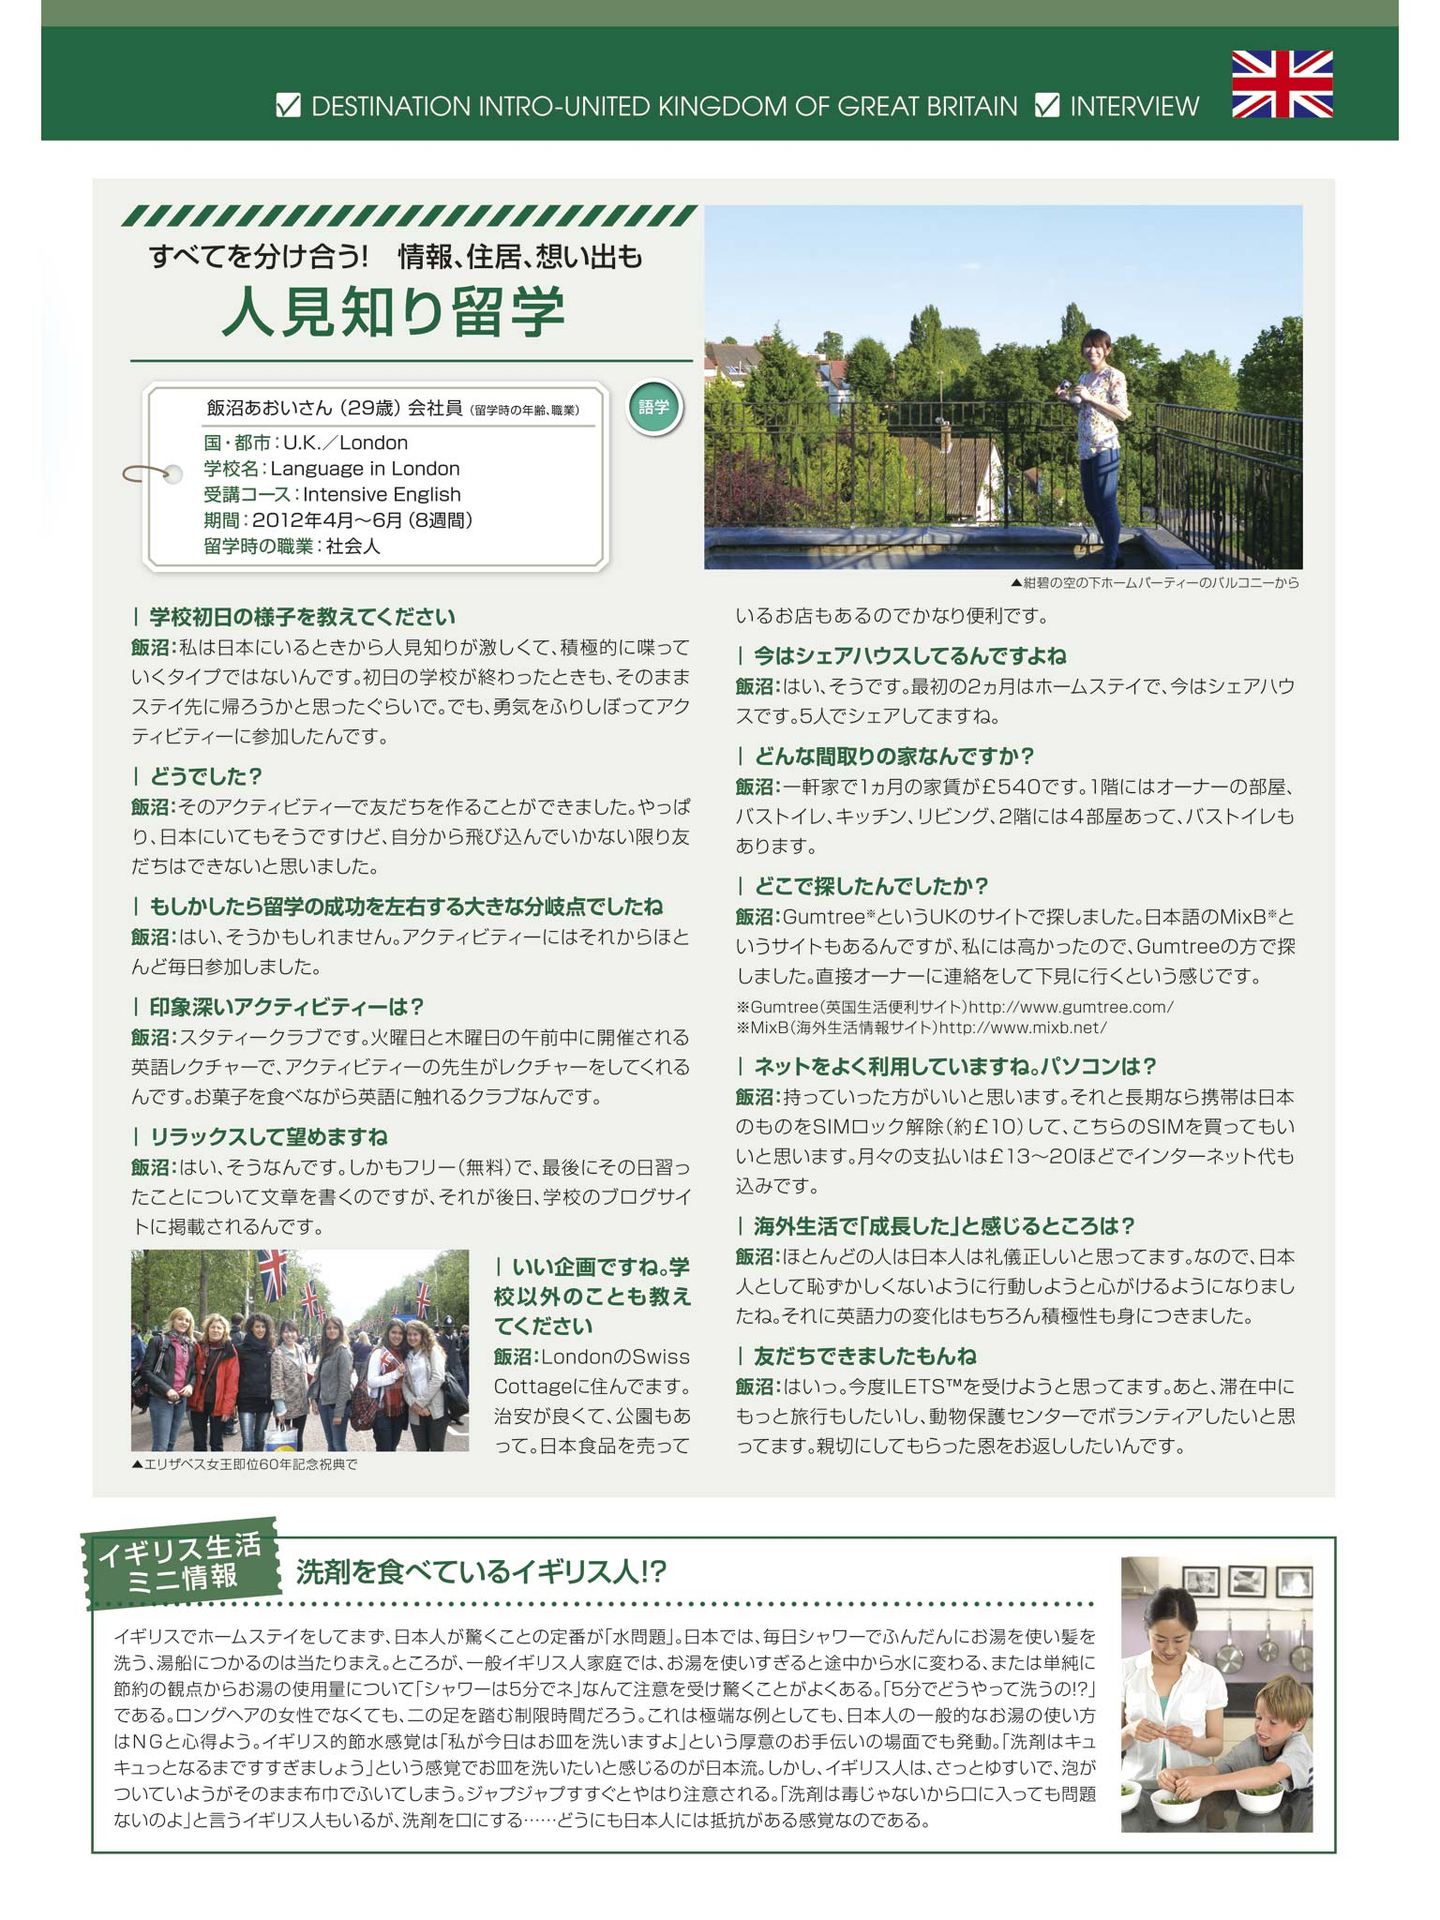 DESTINATION INTRO-UNITED KINGDOM OF GREAT BRITAIN INTERVIEW
すべてを分け合う! 情報、住居、想い出も
人見知り留学
飯沼あおいさん（29歳）会社員（留学時の年齢、職業）
国・都市：U.K.／London
学校名：Language in London
受講コース：Intensive English
期間：2012年4月～6月（8週間）
留学時の職業：社会人
語学
▲紺碧の空の下ホームパーティーのバルコニーから
| 学校初日の様子を教えてください
飯沼：私は日本にいるときから人見知りが激しくて、積極的に喋って
いくタイプではないんです。初日の学校が終わったときも、そのまま
ステイ先に帰ろうかと思ったぐらいで。でも、勇気をふりしぼってアク
ティビティーに参加したんです。
| どうでした？
飯沼：そのアクティビティーで友だちを作ることができました。やっぱ
り、日本にいてもそうですけど、自分から飛び込んでいかない限り友
だちはできないと思いました。
| もしかしたら留学の成功を左右する大きな分岐点でしたね
飯沼：はい、そうかもしれません。アクティビティーにはそれからほと
んど毎日参加しました。
| 印象深いアクティビティーは？
飯沼：スタティークラブです。火曜日と木曜日の午前中に開催される
英語レクチャーで、アクティビティーの先生がレクチャーをしてくれる
んです。お菓子を食べながら英語に触れるクラブなんです。
| リラックスして望めますね
飯沼：はい、そうなんです。しかもフリー（無料）で、最後にその日習っ
たことについて文章を書くのですが、それが後日、学校のブログサイ
トに掲載されるんです。
▲エリザベス女王即位60年記念祝典で
| いい企画ですね。学
校以外のことも教え
てください
飯沼：LondonのSwiss
Cottageに住んでます。
治安が良くて、公園もあ
って。日本食品を売って
いるお店もあるのでかなり便利です。
| 今はシェアハウスしてるんですよね
飯沼：はい、そうです。最初の2ヵ月はホームステイで、今はシェアハウ
スです。5人でシェアしてますね。
| どんな間取りの家なんですか？
飯沼：一軒家で1ヵ月の家賃が￡540です。1階にはオーナーの部屋、
バストイレ、キッチン、リビング、2階には4部屋あって、バストイレも
あります。
| どこで探したんでしたか？
飯沼：Gumtree※というUKのサイトで探しました。日本語のMixB※と
いうサイトもあるんですが、私には高かったので、Gumtreeの方で探
しました。直接オーナーに連絡をして下見に行くという感じです。
※Gumtree（英国生活便利サイト）http://www.gumtree.com/
※MixB（海外生活情報サイト）http://www.mixb.net/
| ネットをよく利用していますね。パソコンは？
飯沼：持っていった方がいいと思います。それと長期なら携帯は日本
のものをSIMロック解除（約￡10）して、こちらのSIMを買ってもい
いと思います。月々の支払いは￡13～20ほどでインターネット代も
込みです。
| 海外生活で「成長した」と感じるところは？
飯沼：ほとんどの人は日本人は礼儀正しいと思ってます。なので、日本
人として恥ずかしくないように行動しようと心がけるようになりまし
たね。それに英語力の変化はもちろん積極性も身につきました。
| 友だちできましたもんね
飯沼：はいっ。今度ILETS™を受けようと思ってます。あと、滞在中に
もっと旅行もしたいし、動物保護センターでボランティアしたいと思
ってます。親切にしてもらった恩をお返ししたいんです。
イギリス生活
ミニ情報
洗剤を食べているイギリス人!?
イギリスでホームステイをしてまず、日本人が驚くことの定番が「水問題」。日本では、毎日シャワーでふんだんにお湯を使い髪を
洗う、湯船につかるのは当たりまえ。ところが、一般イギリス人家庭では、お湯を使いすぎると途中から水に変わる、または単純に
節約の観点からお湯の使用量について「シャワーは5分でネ」なんて注意を受け驚くことがよくある。「5分でどうやって洗うの!?」
である。ロングヘアの女性でなくても、二の足を踏む制限時間だろう。これは極端な例としても、日本人の一般的なお湯の使い方
はNGと心得よう。イギリス的節水感覚は「私が今日はお皿を洗いますよ」という厚意のお手伝いの場面でも発動。「洗剤はキュ
キュっとなるまですすぎましょう」という感覚でお皿を洗いたいと感じるのが日本流。しかし、イギリス人は、さっとゆすいで、泡が
ついていようがそのまま布巾でふいてしまう。ジャブジャブすすぐとやはり注意される。「洗剤は毒じゃないから口に入っても問題
ないのよ」と言うイギリス人もいるが、洗剤を口にする……どうにも日本人には抵抗がある感覚なのである。